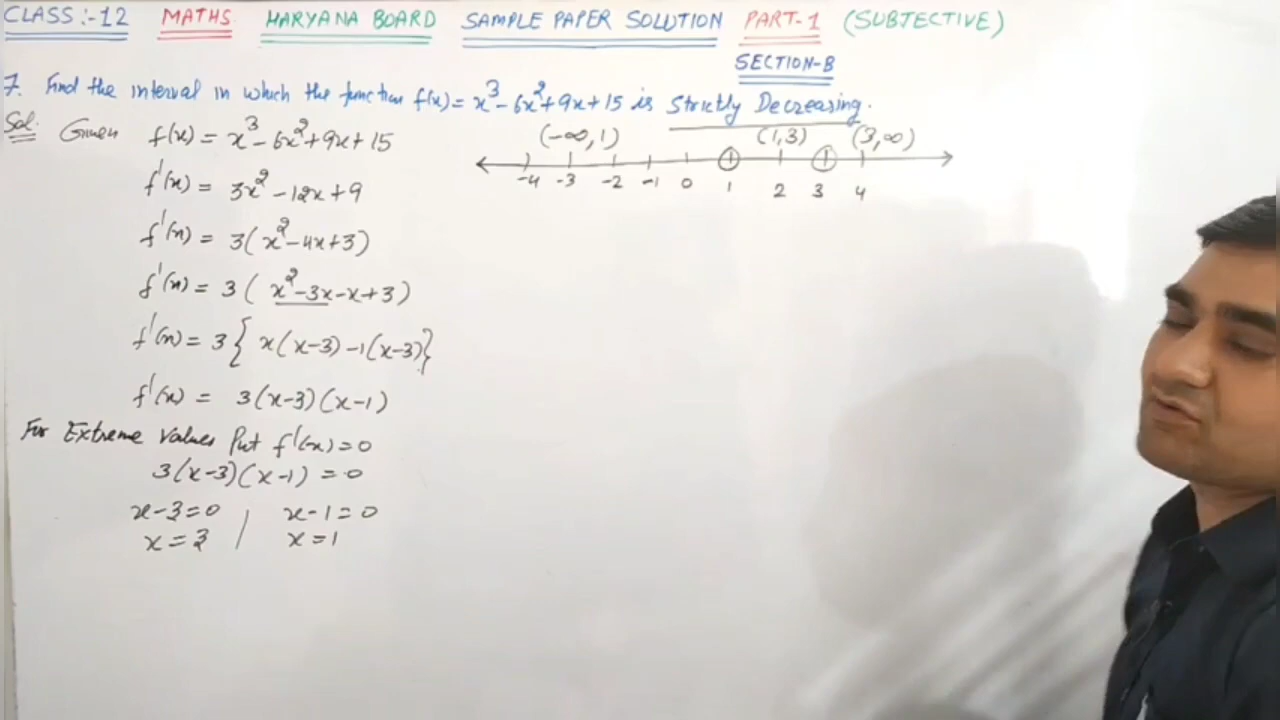 CLASS :- 12 MATHS HARYANA BOARD SAMPLE PAPER SOLUTION PART-1 (SUBTJECTIVE)
SECTION-B
7. Find the interval in which the function f(x) = x³ - 6x² + 9x + 15 is Strictly Decreasing.
Sol. Given f(x) = x³ - 6x² + 9x + 15
(-∞, 1) (1, 3) (3, ∞)
-4 -3 -2 -1 0 1 2 3 4
f'(x) = 3x² - 12x + 9
f'(x) = 3(x² - 4x + 3)
f'(x) = 3(x² - 3x - x + 3)
f'(x) = 3{x(x-3) -1(x-3)}
f'(x) = 3(x-3)(x-1)
For Extreme Values Put f'(x) = 0
3(x-3)(x-1) = 0
x-3=0 / x-1=0
x=3 x=1